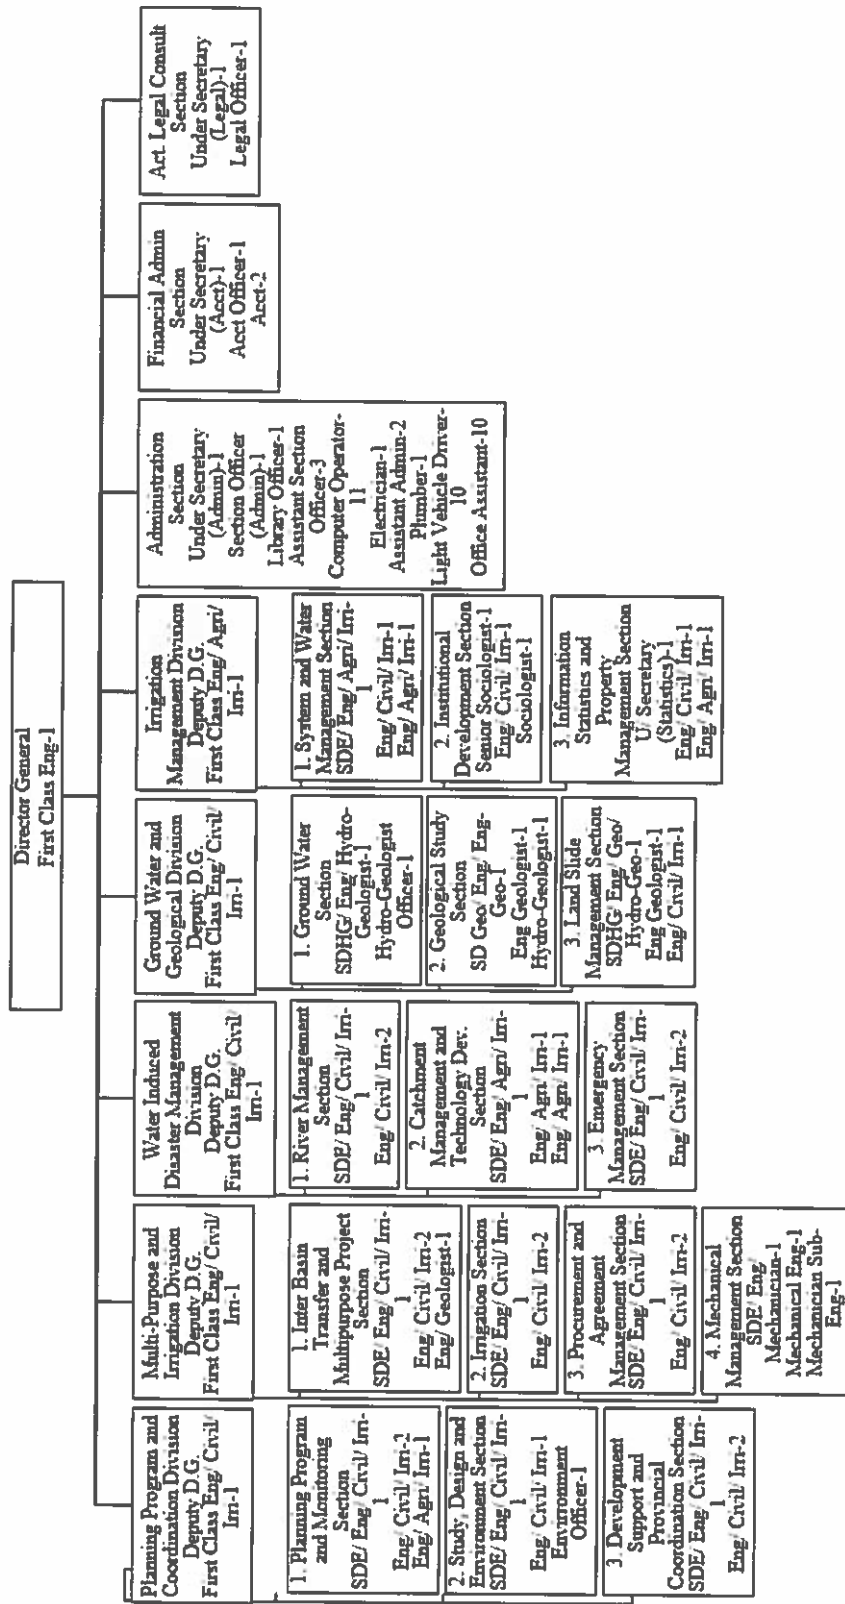 Director General
First Class Eng-1
Planning Program and
Coordination Division
Deputy D.G.
First Class Eng/ Civil/
Irri-1
1. Planning Program
and Monitoring
Section
SDE/ Eng/ Civil/ Irri-
1
Eng/ Civil/ Irri-2
Eng/ Agri/ Irri-1
2. Study, Design and
Environment Section
SDE/ Eng/ Civil/ Irri-
1
Eng/ Civil/ Irri-1
Environment
Officer-1
3. Development
Support and
Provincial
Coordination Section
SDE/ Eng/ Civil/ Irri-
1
Eng/ Civil/ Irri-2
Multi-Purpose and
Irrigation Division
Deputy D.G.
First Class Eng/ Civil/
Irri-1
1. Inter Basin
Transfer and
Multipurpose Project
Section
SDE/ Eng/ Civil/ Irri-
1
Eng/ Civil/ Irri-2
Eng/ Geologist-1
2. Irrigation Section
SDE/ Eng/ Civil/ Irri-
1
Eng/ Civil/ Irri-2
3. Procurement and
Agreement
Management Section
SDE/ Eng/ Civil/ Irri-
1
Eng/ Civil/ Irri-2
4. Mechanical
Management Section
SDE/ Eng/
Mechanician-1
Mechanical Eng-1
Mechanician Sub-
Eng-1
Water Induced
Disaster Management
Division
Deputy D.G.
First Class Eng/ Civil/
Irri-1
1. River Management
Section
SDE/ Eng/ Civil/ Irri-
1
Eng/ Civil/ Irri-2
2. Catchment
Management and
Technology Dev.
Section
SDE/ Eng/ Agri/ Irri-
1
Eng/ Agri/ Irri-1
Eng/ Agri/ Irri-1
3. Emergency
Management Section
SDE/ Eng/ Civil/ Irri-
1
Eng/ Civil/ Irri-2
Ground Water and
Geological Division
Deputy D.G.
First Class Eng/ Civil/
Irri-1
1. Ground Water
Section
SDHG/ Eng/ Hydro-
Geologist-1
Hydro-Geologist
Officer-1
2. Geological Study
Section
SD Geo/ Eng/ Eng-
Geo-1
Eng Geologist-1
Hydro-Geologist-1
3. Land Slide
Management Section
SDHG/ Eng/ Geo/
Hydro-Geo-1
Eng Geologist-1
Eng/ Civil/ Irri-1
Irrigation
Management Division
Deputy D.G.
First Class Eng/ Agri/
Irri-1
1. System and Water
Management Section
SDE/ Eng/ Agri/ Irri-
1
Eng/ Civil/ Irri-1
Eng/ Agri/ Irri-1
2. Institutional
Development Section
Senior Sociologist-1
Eng/ Civil/ Irri-1
Sociologist-1
3. Information
Statistics and
Property
Management Section
U/ Secretary
(Statistics)-1
Eng/ Civil/ Irri-1
Eng/ Agri/ Irri-1
Administration
Section
Under Secretary
(Admin)-1
Section Officer
(Admin)-1
Library Officer-1
Assistant Section
Officer-3
Computer Operator-
11
Electrician-1
Assistant Admin-2
Plumber-1
Light Vehicle Driver-
10
Office Assistant-10
Financial Admin
Section
Under Secretary
(Acct)-1
Acct Officer-1
Acct-2
Act. Legal Consult
Section
Under Secretary
(Legal)-1
Legal Officer-1